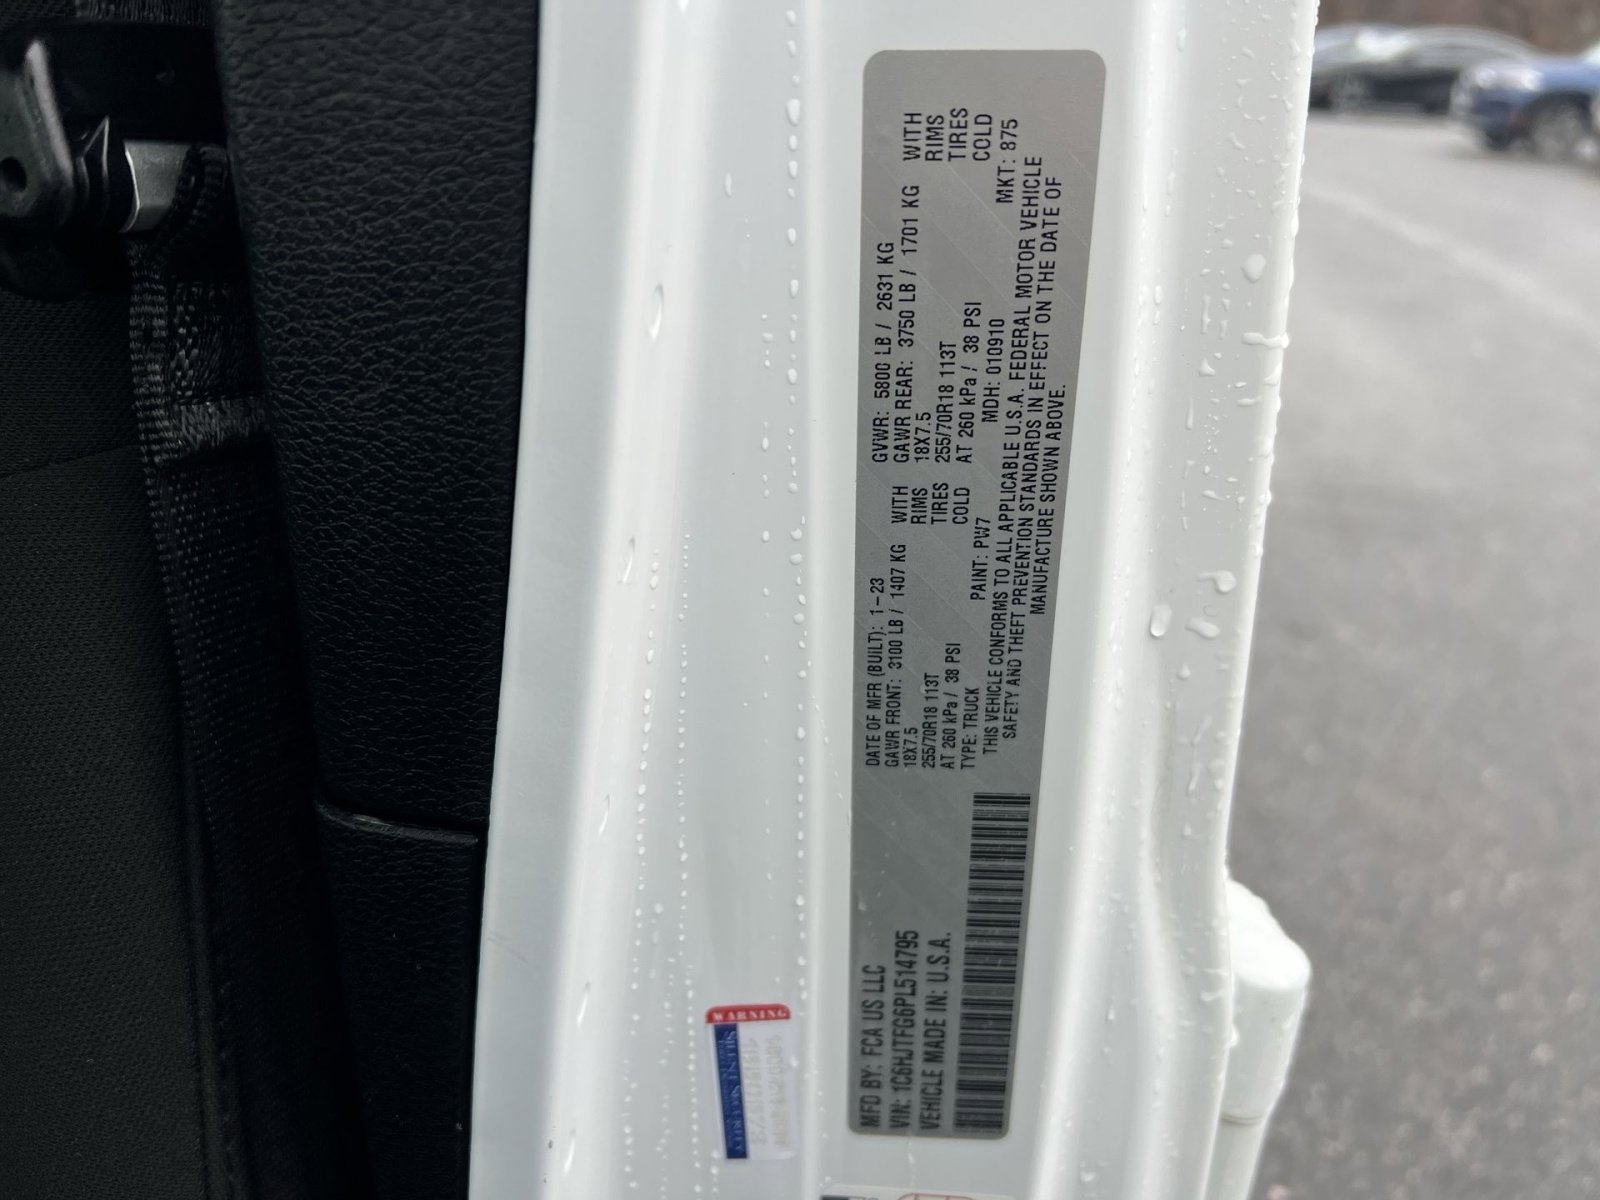 MFD BY: FCA US LLC
VIN: 1C6HJTFG6PL514795
VEHICLE MADE IN: U.S.A.
DATE OF MFR (BUILT): 1-23 GVWR: 5800 LB / 2631 KG
GAWR FRONT: 3100 LB / 1407 KG WITH GAWR REAR: 3750 LB / 1701 KG WITH
18X7.5 RIMS 18X7.5 RIMS
255/70R18 113T TIRES 255/70R18 113T TIRES
AT 260 kPa / 38 PSI COLD AT 260 kPa / 38 PSI COLD
TYPE: TRUCK PAINT: PW7 MDH: 010910 MKT: 875
THIS VEHICLE CONFORMS TO ALL APPLICABLE U.S.A. FEDERAL MOTOR VEHICLE
SAFETY AND THEFT PREVENTION STANDARDS IN EFFECT ON THE DATE OF
MANUFACTURE SHOWN ABOVE.
WARNING